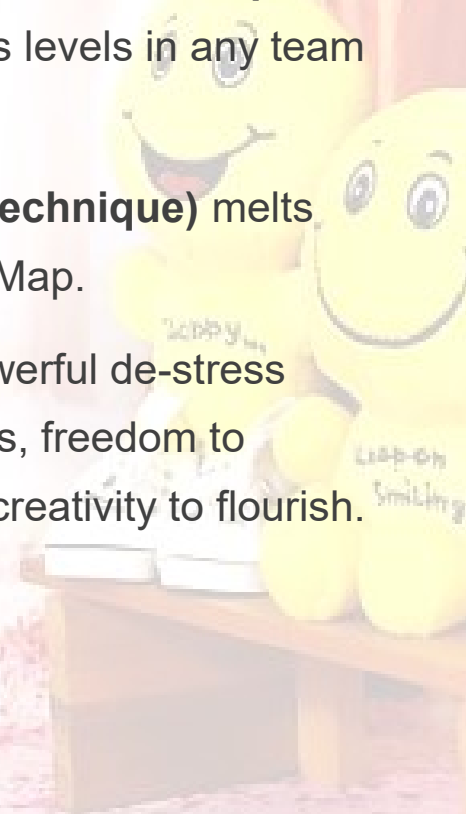 s levels in any team
echnique) melts
Map.
werful de-stress
s, freedom to
creativity to flourish.